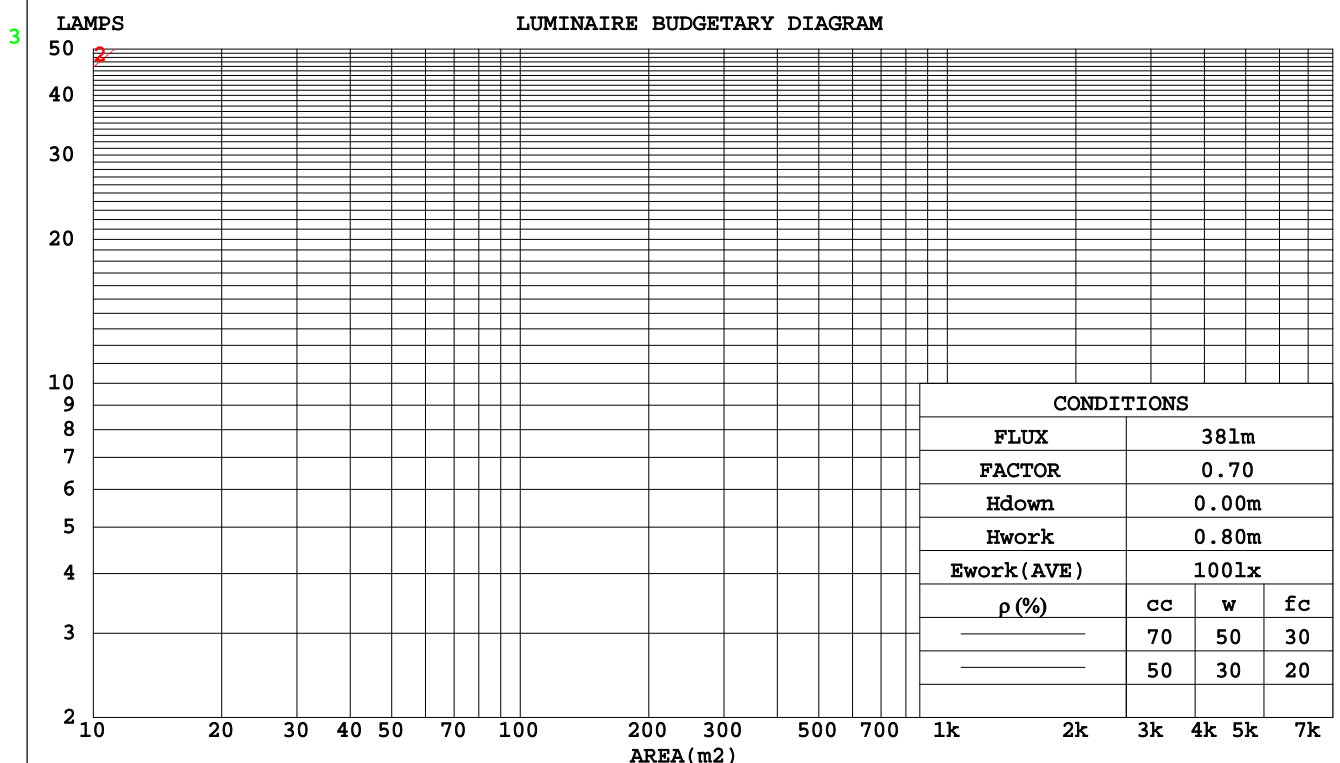 LAMPS LUMINAIRE BUDGETARY DIAGRAM
3
50
2
40
30
20
10
9
8
7
6
5
4
3
2
CONDITIONS
FLUX 38lm
FACTOR 0.70
Hdown 0.00m
Hwork 0.80m
Ework(AVE) 100lx
ρ(%) cc w fc
70 50 30
50 30 20
10 20 30 40 50 70 100 200 300 500 700 1k 2k 3k 4k 5k 7k
AREA(m2)